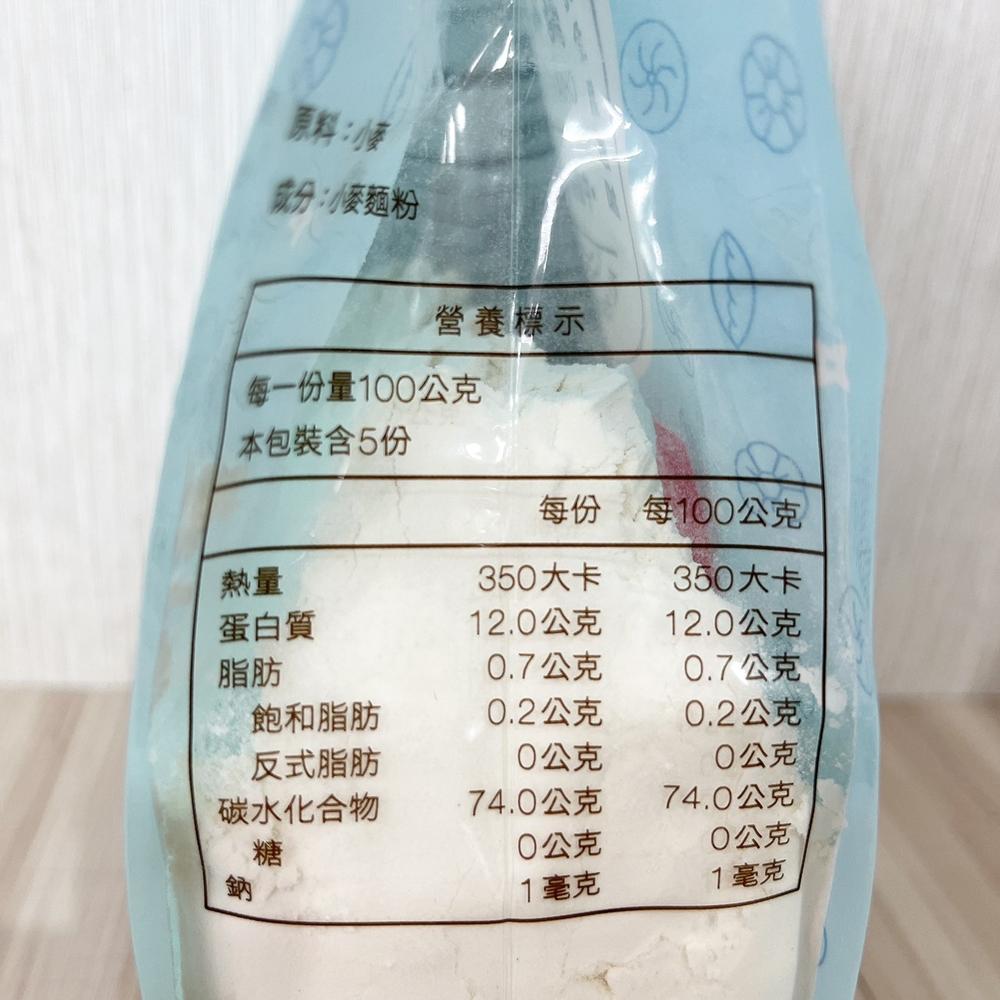 原料：小麥
成分：小麥麵粉
營養標示
每一份量100公克
本包裝含5份
每份 每100公克
熱量 350大卡 350大卡
蛋白質 12.0公克 12.0公克
脂肪 0.7公克 0.7公克
飽和脂肪 0.2公克 0.2公克
反式脂肪 0公克 0公克
碳水化合物 74.0公克 74.0公克
糖 0公克 0公克
鈉 1毫克 1毫克